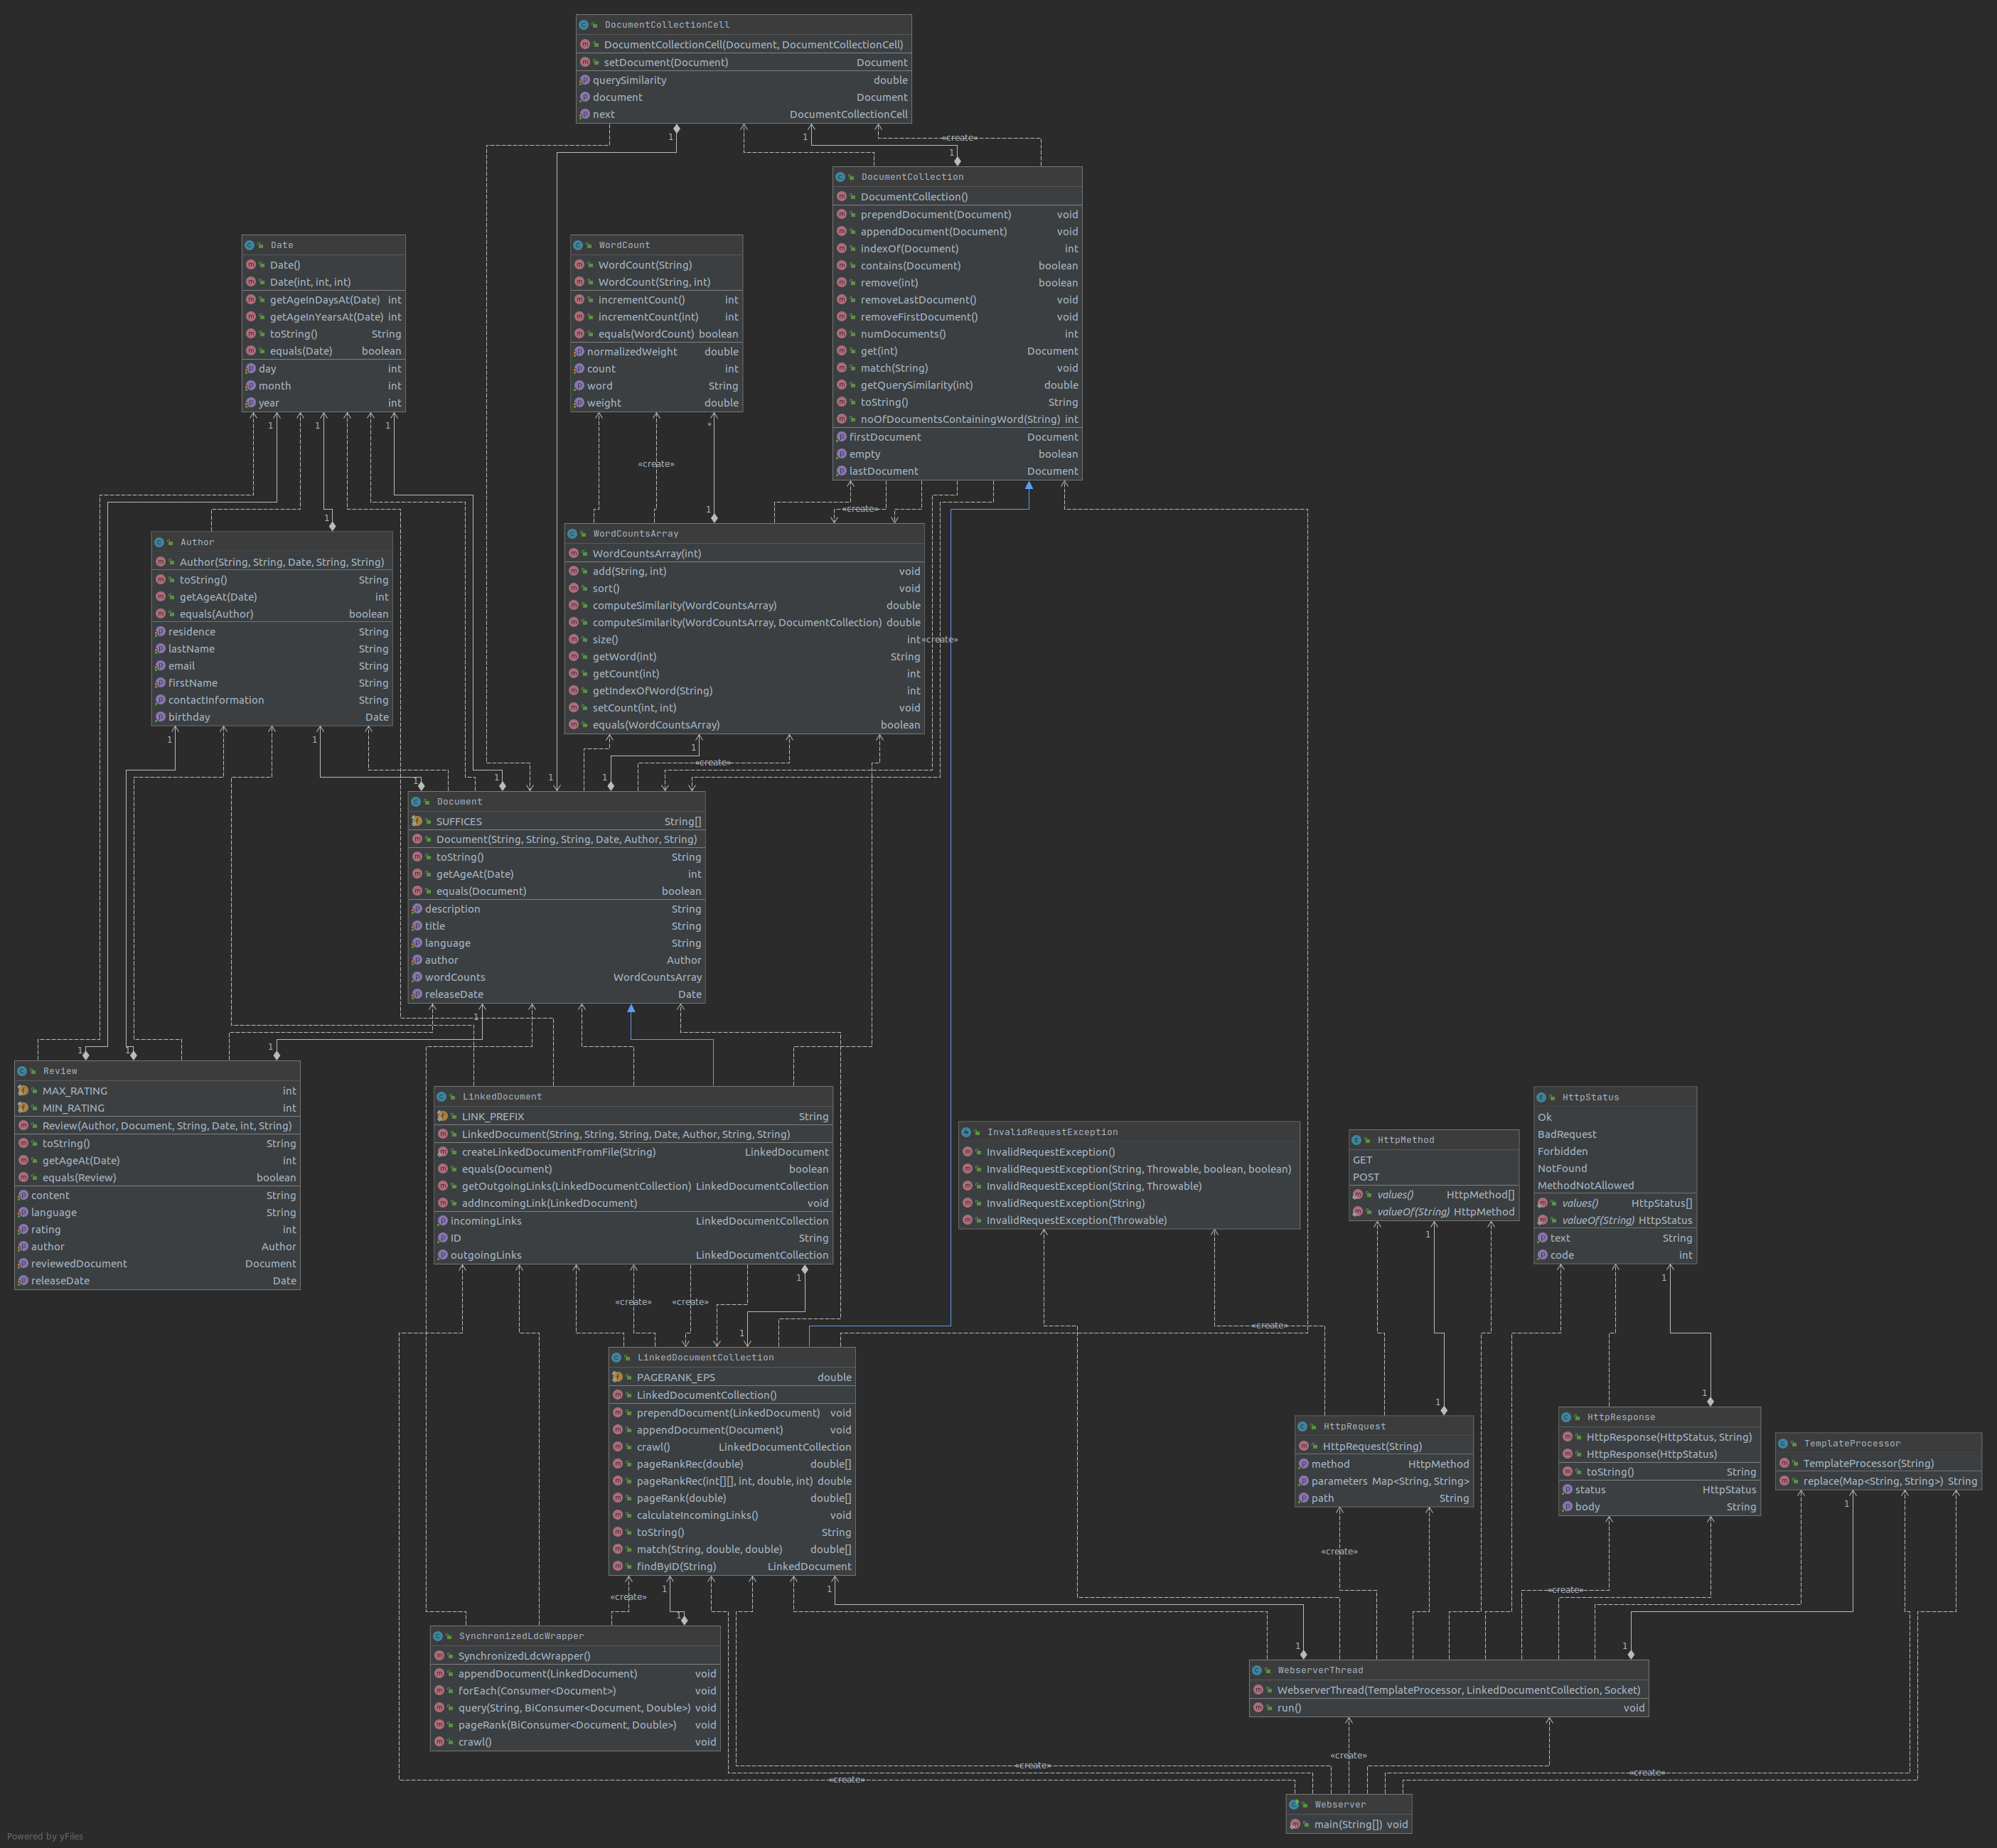 DocumentCollectionCell
DocumentCollectionCell(Document, DocumentCollectionCell)
setDocument(Document) Document
querySimilarity double
document Document
next DocumentCollectionCell
1
1
«create»
1
DocumentCollection
DocumentCollection()
prependDocument(Document) void
appendDocument(Document) void
indexOf(Document) int
contains(Document) boolean
remove(int) boolean
removeLastDocument() void
removeFirstDocument() void
numDocuments() int
get(int) Document
match(String) void
getQuerySimilarity(int) double
toString() String
noOfDocumentsContainingWord(String) int
firstDocument Document
empty boolean
lastDocument Document
Date
Date()
Date(int, int, int)
getAgeInDaysAt(Date) int
getAgeInYearsAt(Date) int
toString() String
equals(Date) boolean
day int
month int
year int
1
1
1
WordCount
WordCount(String)
WordCount(String, int)
incrementCount() int
incrementCount(int) int
equals(WordCount) boolean
normalizedWeight double
count int
word String
weight double
*
«create»
1
«create»
1
Author
Author(String, String, Date, String, String)
toString() String
getAgeAt(Date) int
equals(Author) boolean
residence String
lastName String
email String
firstName String
contactInformation String
birthday Date
1
1
WordCountsArray
WordCountsArray(int)
add(String, int) void
sort() void
computeSimilarity(WordCountsArray) double
computeSimilarity(WordCountsArray, DocumentCollection) double
size() int
«create»
getWord(int) String
getCount(int) int
getIndexOfWord(String) int
setCount(int, int) void
equals(WordCountsArray) boolean
1
«create»
1
1
1
1
Document
SUFFICES String[]
Document(String, String, String, Date, Author, String)
toString() String
getAgeAt(Date) int
equals(Document) boolean
description String
title String
language String
author Author
wordCounts WordCountsArray
releaseDate Date
1
1
1
1
Review
MAX_RATING int
MIN_RATING int
Review(Author, Document, String, Date, int, String)
toString() String
getAgeAt(Date) int
equals(Review) boolean
content String
language String
rating int
author Author
reviewedDocument Document
releaseDate Date
LinkedDocument
LINK_PREFIX String
LinkedDocument(String, String, String, Date, Author, String, String)
createLinkedDocumentFromFile(String) LinkedDocument
equals(Document) boolean
getOutgoingLinks(LinkedDocumentCollection) LinkedDocumentCollection
addIncomingLink(LinkedDocument) void
incomingLinks LinkedDocumentCollection
ID String
outgoingLinks LinkedDocumentCollection
1
«create»
«create»
1
InvalidRequestException
InvalidRequestException()
InvalidRequestException(String, Throwable, boolean, boolean)
InvalidRequestException(String, Throwable)
InvalidRequestException(String)
InvalidRequestException(Throwable)
«create»
HttpMethod
GET
POST
values() HttpMethod[]
valueOf(String) HttpMethod
1
1
HttpStatus
Ok
BadRequest
Forbidden
NotFound
MethodNotAllowed
values() HttpStatus[]
valueOf(String) HttpStatus
text String
code int
1
1
LinkedDocumentCollection
PAGERANK_EPS double
LinkedDocumentCollection()
prependDocument(LinkedDocument) void
appendDocument(Document) void
crawl() LinkedDocumentCollection
pageRankRec(double) double[]
pageRankRec(int[][], int, double, int) double
pageRank(double) double[]
calculateIncomingLinks() void
toString() String
match(String, double, double) double[]
findByID(String) LinkedDocument
HttpRequest
HttpRequest(String)
method HttpMethod
parameters Map<String, String>
path String
HttpResponse
HttpResponse(HttpStatus, String)
HttpResponse(HttpStatus)
toString() String
status HttpStatus
body String
TemplateProcessor
TemplateProcessor(String)
replace(Map<String, String>) String
1
«create»
«create»
«create»
1
1
1
1
1
SynchronizedLdcWrapper
SynchronizedLdcWrapper()
appendDocument(LinkedDocument) void
forEach(Consumer<Document>) void
query(String, BiConsumer<Document, Double>) void
pageRank(BiConsumer<Document, Double>) void
crawl() void
WebserverThread
WebserverThread(TemplateProcessor, LinkedDocumentCollection, Socket)
run() void
«create»
«create»
«create»
«create»
Webserver
main(String[]) void
Powered by yFiles